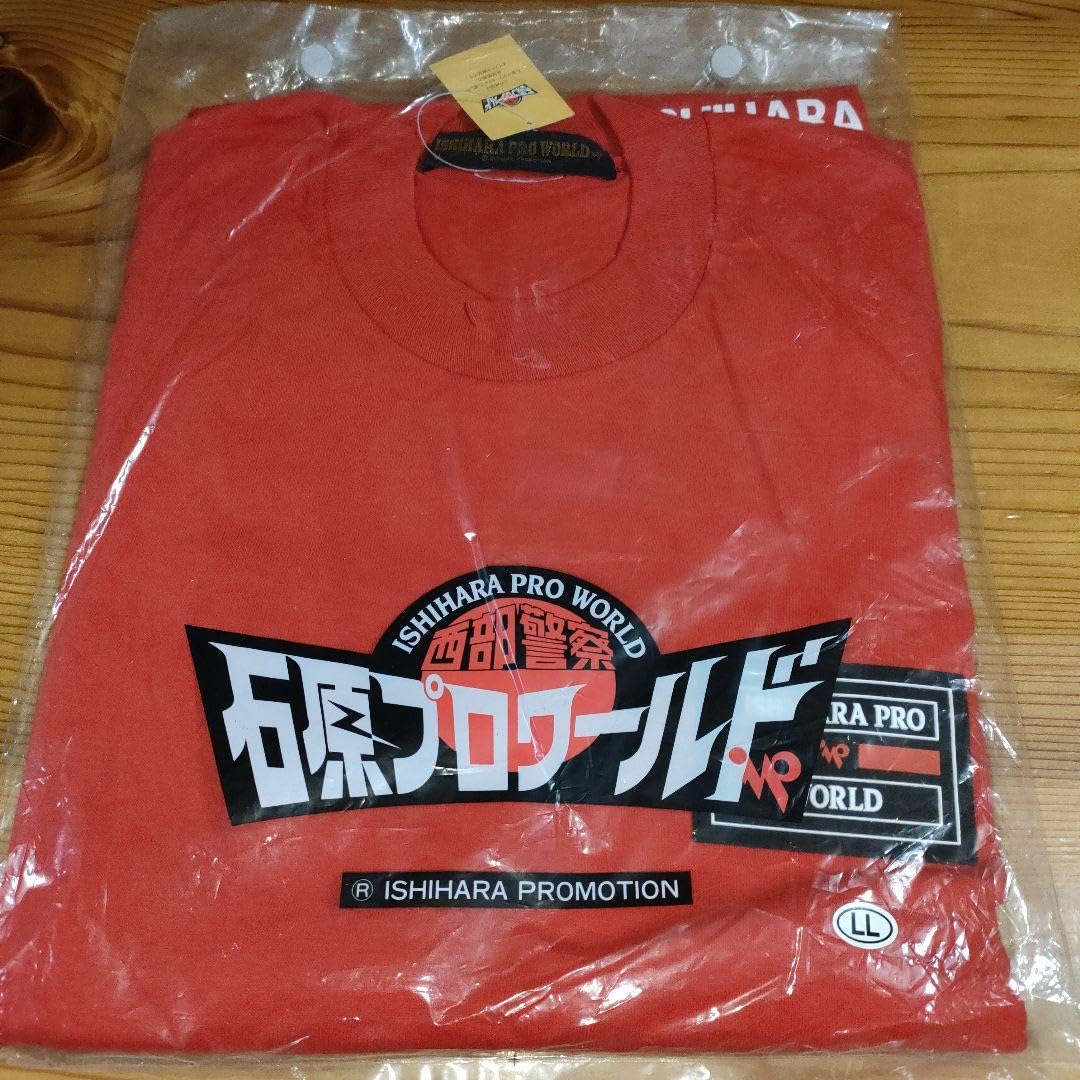 ISHIHARA PRO WORLD
ISHIHARA PRO WORLD
西部警察
石原プロワールド
IP
PRO
WORLD
Ⓡ ISHIHARA PROMOTION
LL